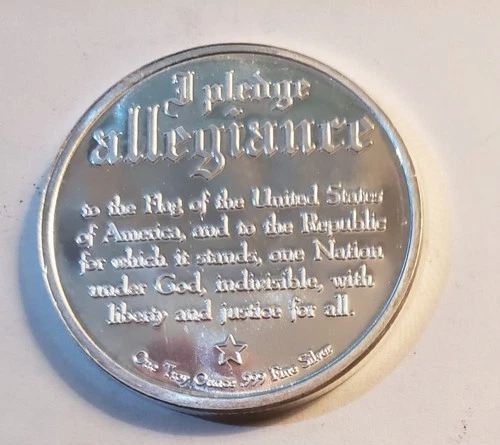 I pledge
allegiance
to the Flag of the United States
of America, and to the Republic
for which it stands, one Nation
under God, indivisible, with
liberty and justice for all.
One Troy Ounce .999 Fine Silver